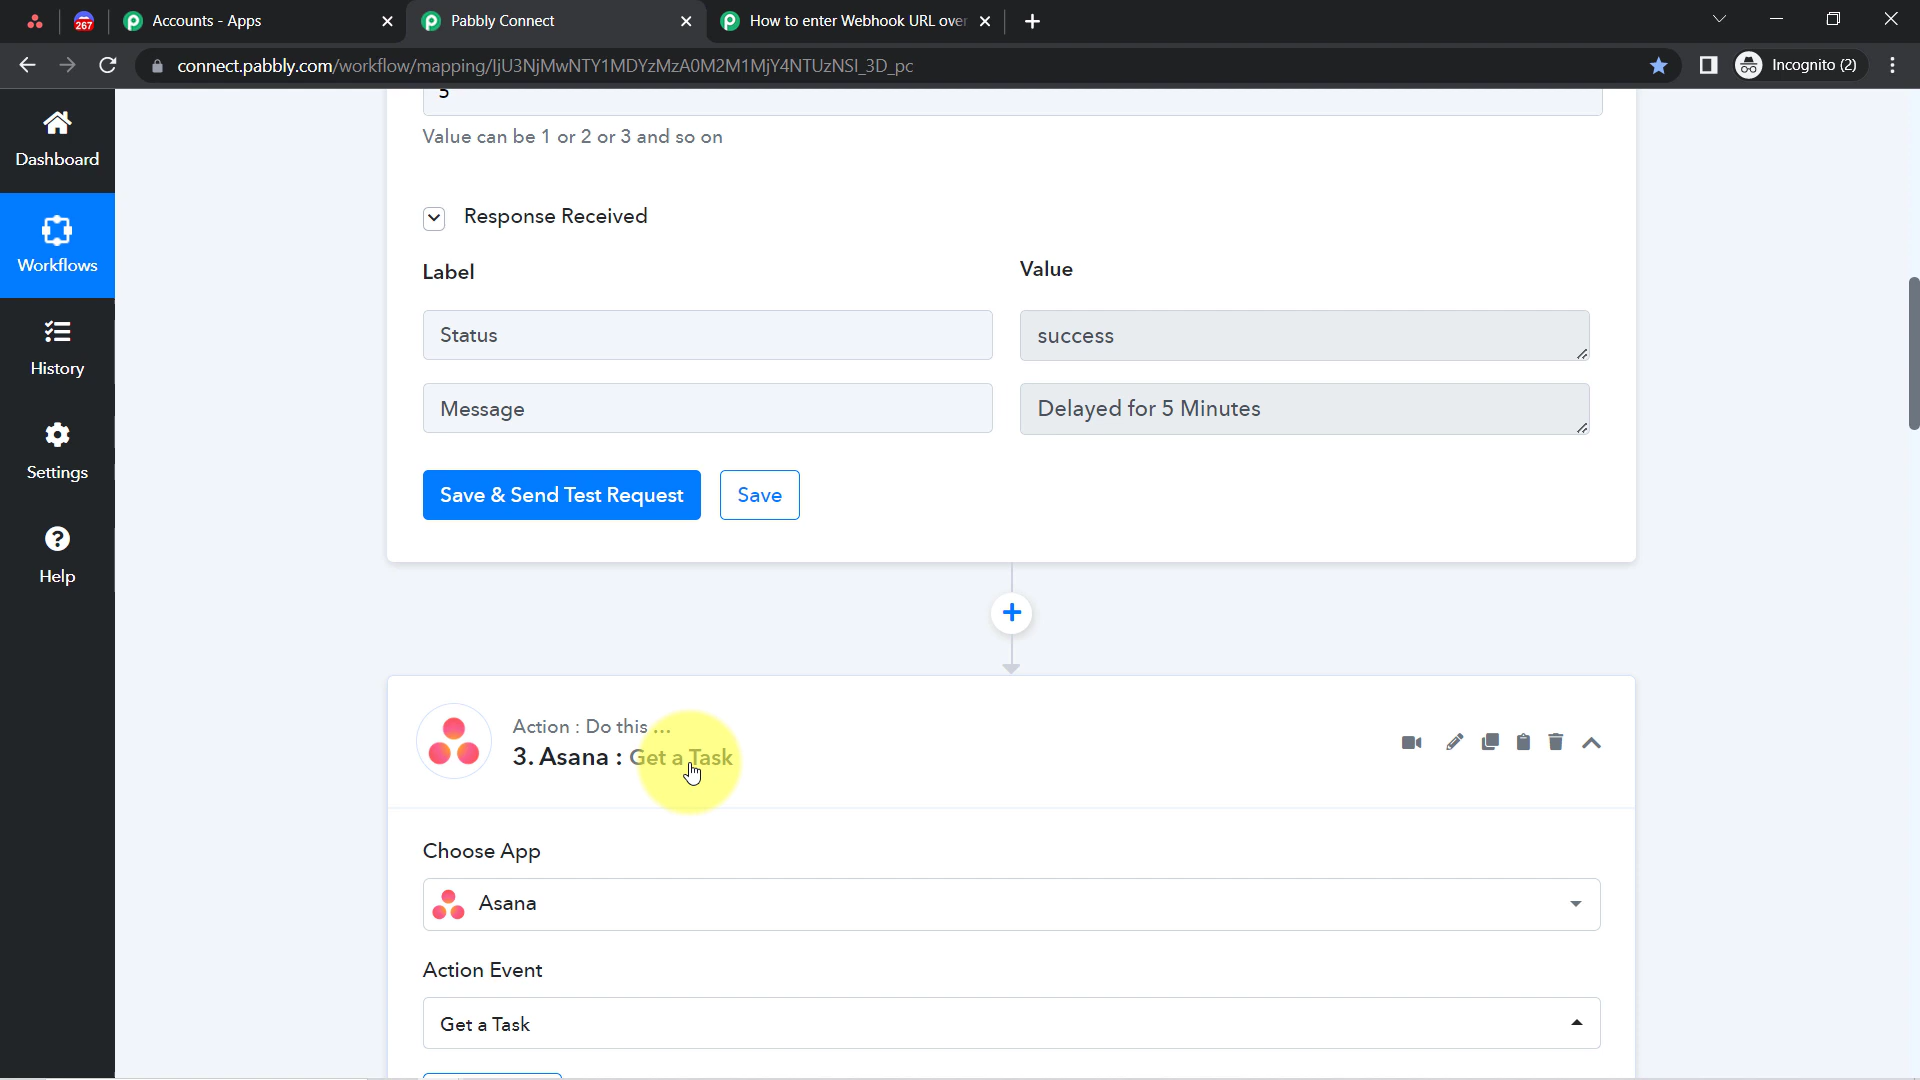 267
Accounts - Apps
Pabbly Connect
How to enter Webhook URL over
connect.pabbly.com/workflow/mapping/IjU3NjMwNTY1MDYzMzA0M2M1MjY4NTUzNSI_3D_pc
Incognito (2)
Dashboard
Workflows
History
Settings
Help
5
Value can be 1 or 2 or 3 and so on
Response Received
Label
Value
Status
success
Message
Delayed for 5 Minutes
Save & Send Test Request
Save
Action : Do this ...
3. Asana : Get a Task
Choose App
Asana
Action Event
Get a Task